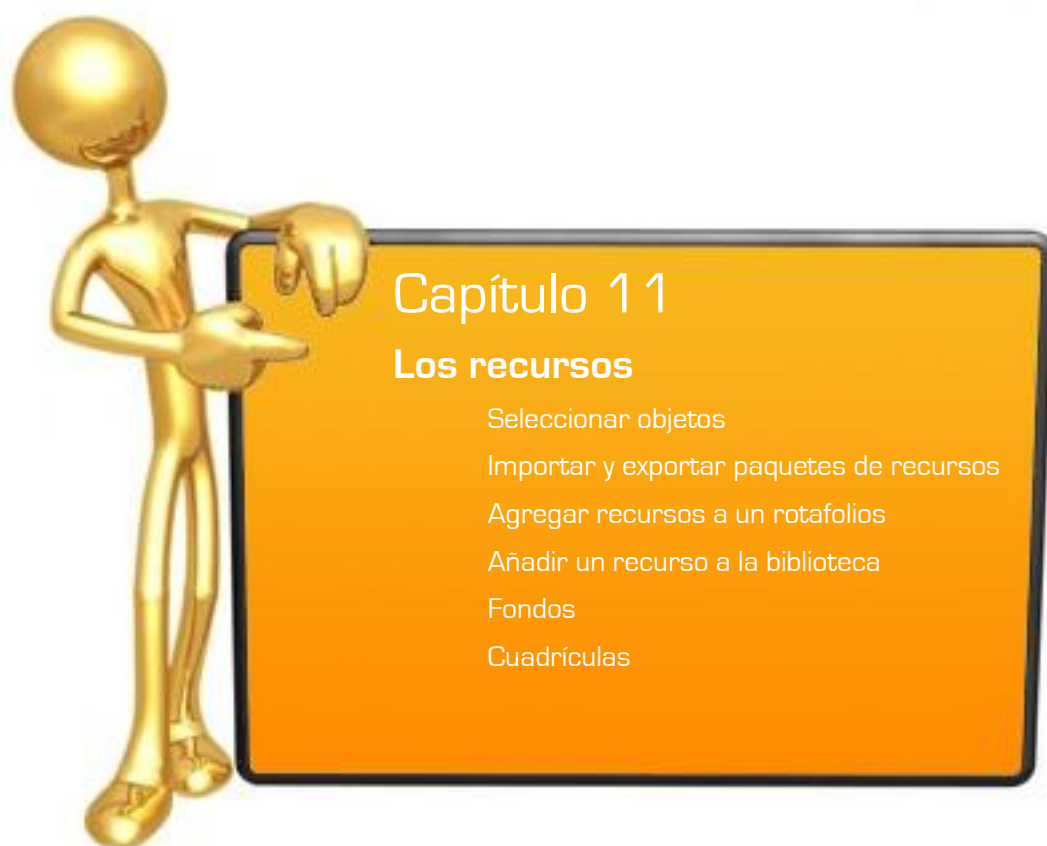 Capítulo 11
Los recursos
Seleccionar objetos
Importar y exportar paquetes de recursos
Agregar recursos a un rotafolios
Añadir un recurso a la biblioteca
Fondos
Cuadrículas